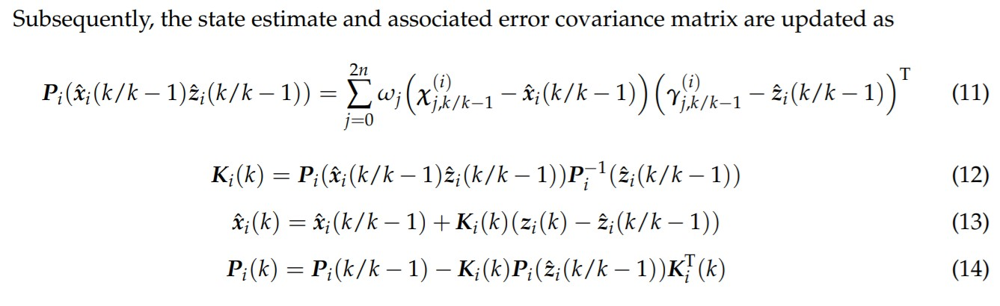 Subsequently, the state estimate and associated error covariance matrix are updated as
$\boldsymbol{P}_i(\hat{\boldsymbol{x}}_i(k/k-1)\hat{\boldsymbol{z}}_i(k/k-1)) = \sum_{j=0}^{2n} \omega_j \left( \boldsymbol{\chi}_{j,k/k-1}^{(i)} - \hat{\boldsymbol{x}}_i(k/k-1) \right) \left( \boldsymbol{\gamma}_{j,k/k-1}^{(i)} - \hat{\boldsymbol{z}}_i(k/k-1) \right)^{\mathrm{T}}$ (11)
$\boldsymbol{K}_i(k) = \boldsymbol{P}_i(\hat{\boldsymbol{x}}_i(k/k-1)\hat{\boldsymbol{z}}_i(k/k-1))\boldsymbol{P}_i^{-1}(\hat{\boldsymbol{z}}_i(k/k-1))$ (12)
$\hat{\boldsymbol{x}}_i(k) = \hat{\boldsymbol{x}}_i(k/k-1) + \boldsymbol{K}_i(k)(\boldsymbol{z}_i(k) - \hat{\boldsymbol{z}}_i(k/k-1))$ (13)
$\boldsymbol{P}_i(k) = \boldsymbol{P}_i(k/k-1) - \boldsymbol{K}_i(k)\boldsymbol{P}_i(\hat{\boldsymbol{z}}_i(k/k-1))\boldsymbol{K}_i^{\mathrm{T}}(k)$ (14)